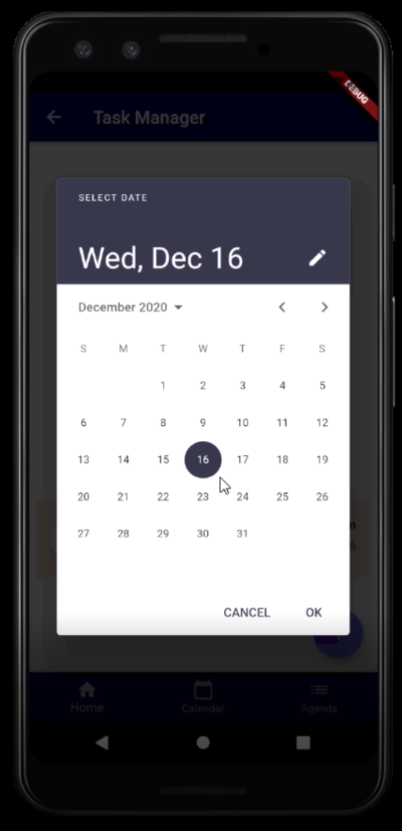 DEBUG
Task Manager
SELECT DATE
Wed, Dec 16
December 2020
S M T W T F S
1 2 3 4 5
6 7 8 9 10 11 12
13 14 15 16 17 18 19
20 21 22 23 24 25 26
27 28 29 30 31
CANCEL OK
Home Calendar Agenda